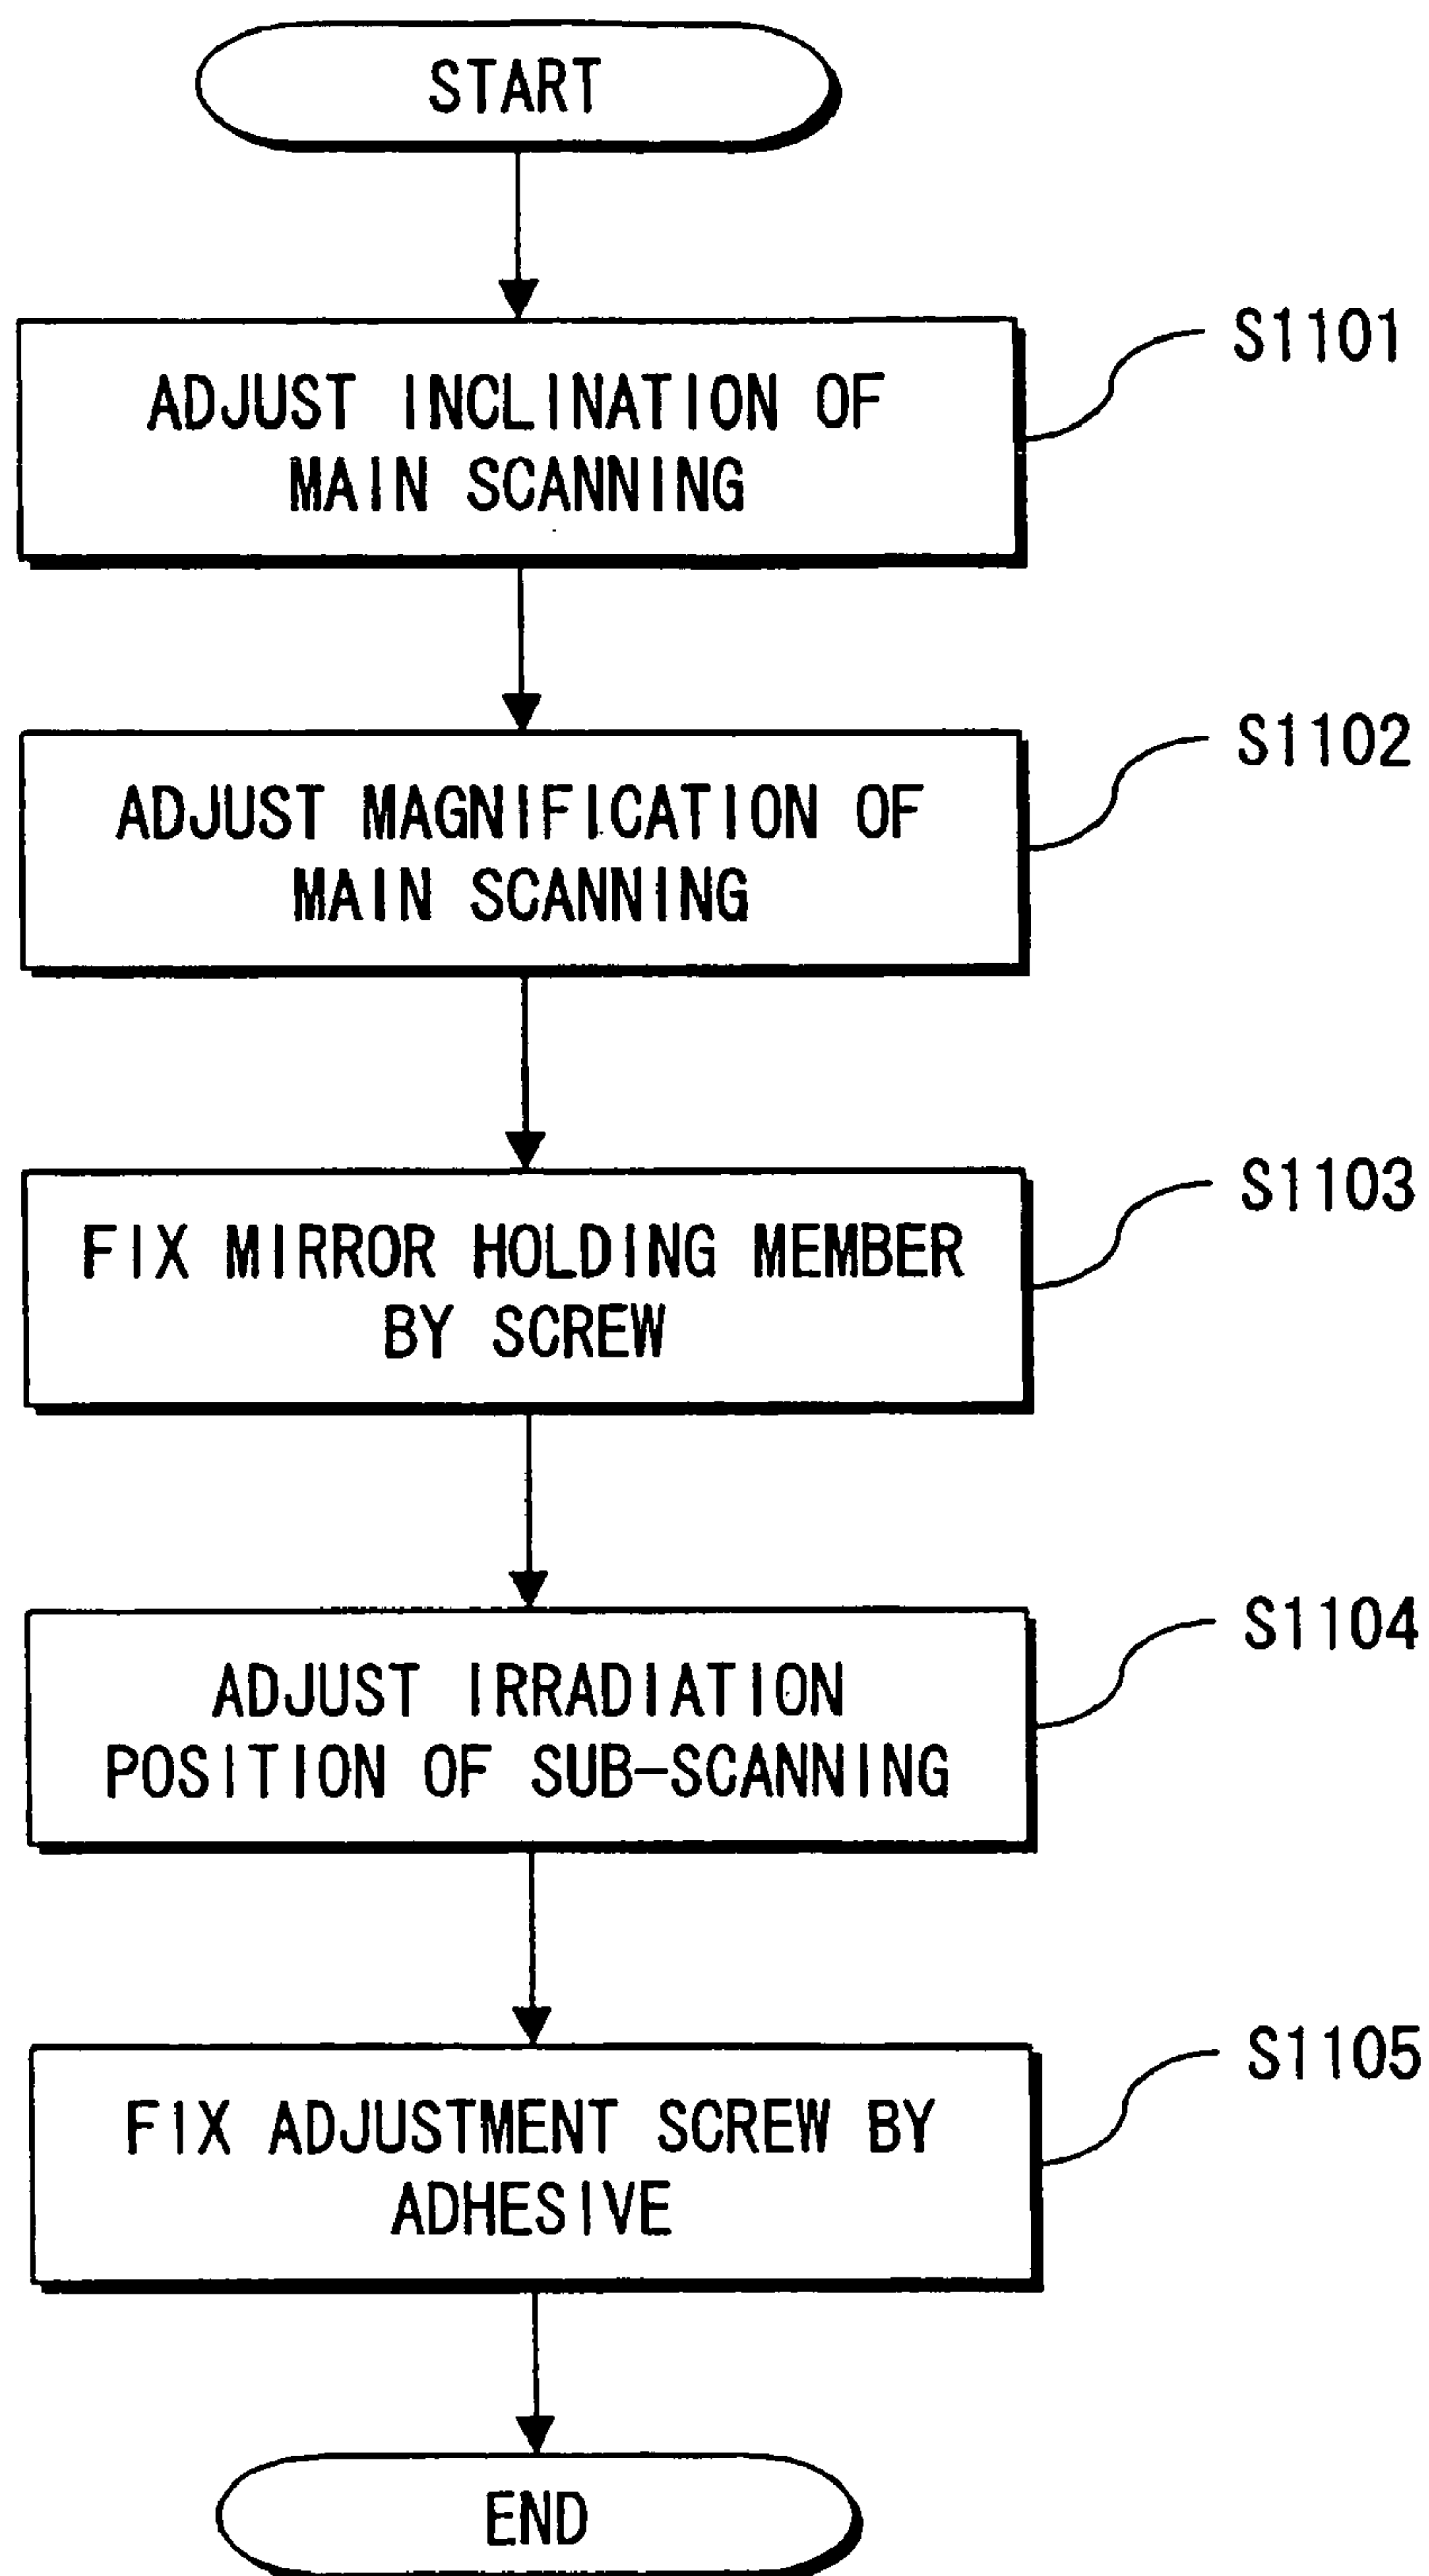 START
S1101
ADJUST INCLINATION OF
MAIN SCANNING
S1102
ADJUST MAGNIFICATION OF
MAIN SCANNING
S1103
FIX MIRROR HOLDING MEMBER
BY SCREW
S1104
ADJUST IRRADIATION
POSITION OF SUB-SCANNING
S1105
FIX ADJUSTMENT SCREW BY
ADHESIVE
END